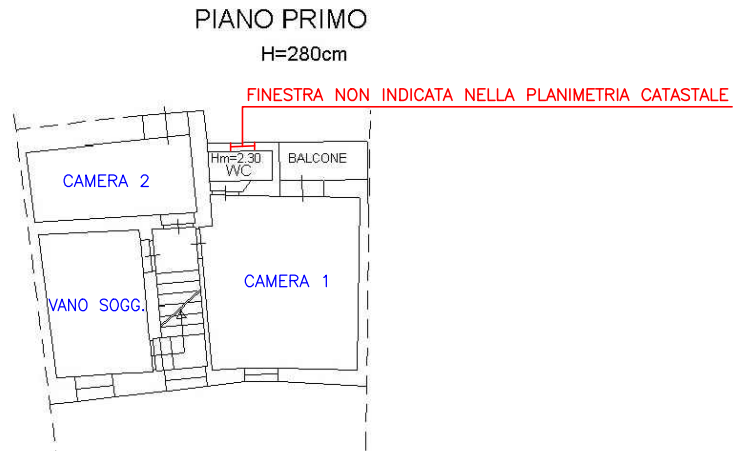 PIANO PRIMO
H=280cm
FINESTRA NON INDICATA NELLA PLANIMETRIA CATASTALE
Hm=2.30
WC
BALCONE
CAMERA 2
CAMERA 1
VANO SOGG.